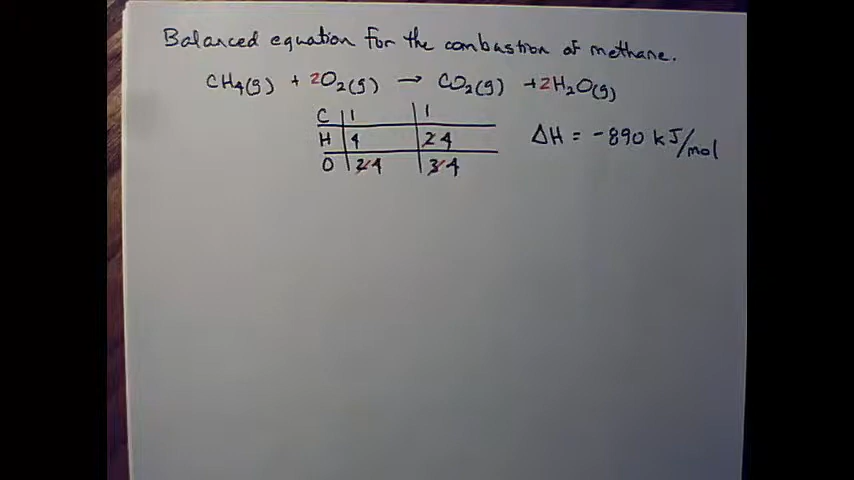 Balanced equation for the combustion of methane.
CH₄(g) + 2O₂(g) → CO₂(g) + 2H₂O(g)
C 1 1
H 4 2 4
O 2 4 3 4
ΔH = -890 kJ/mol